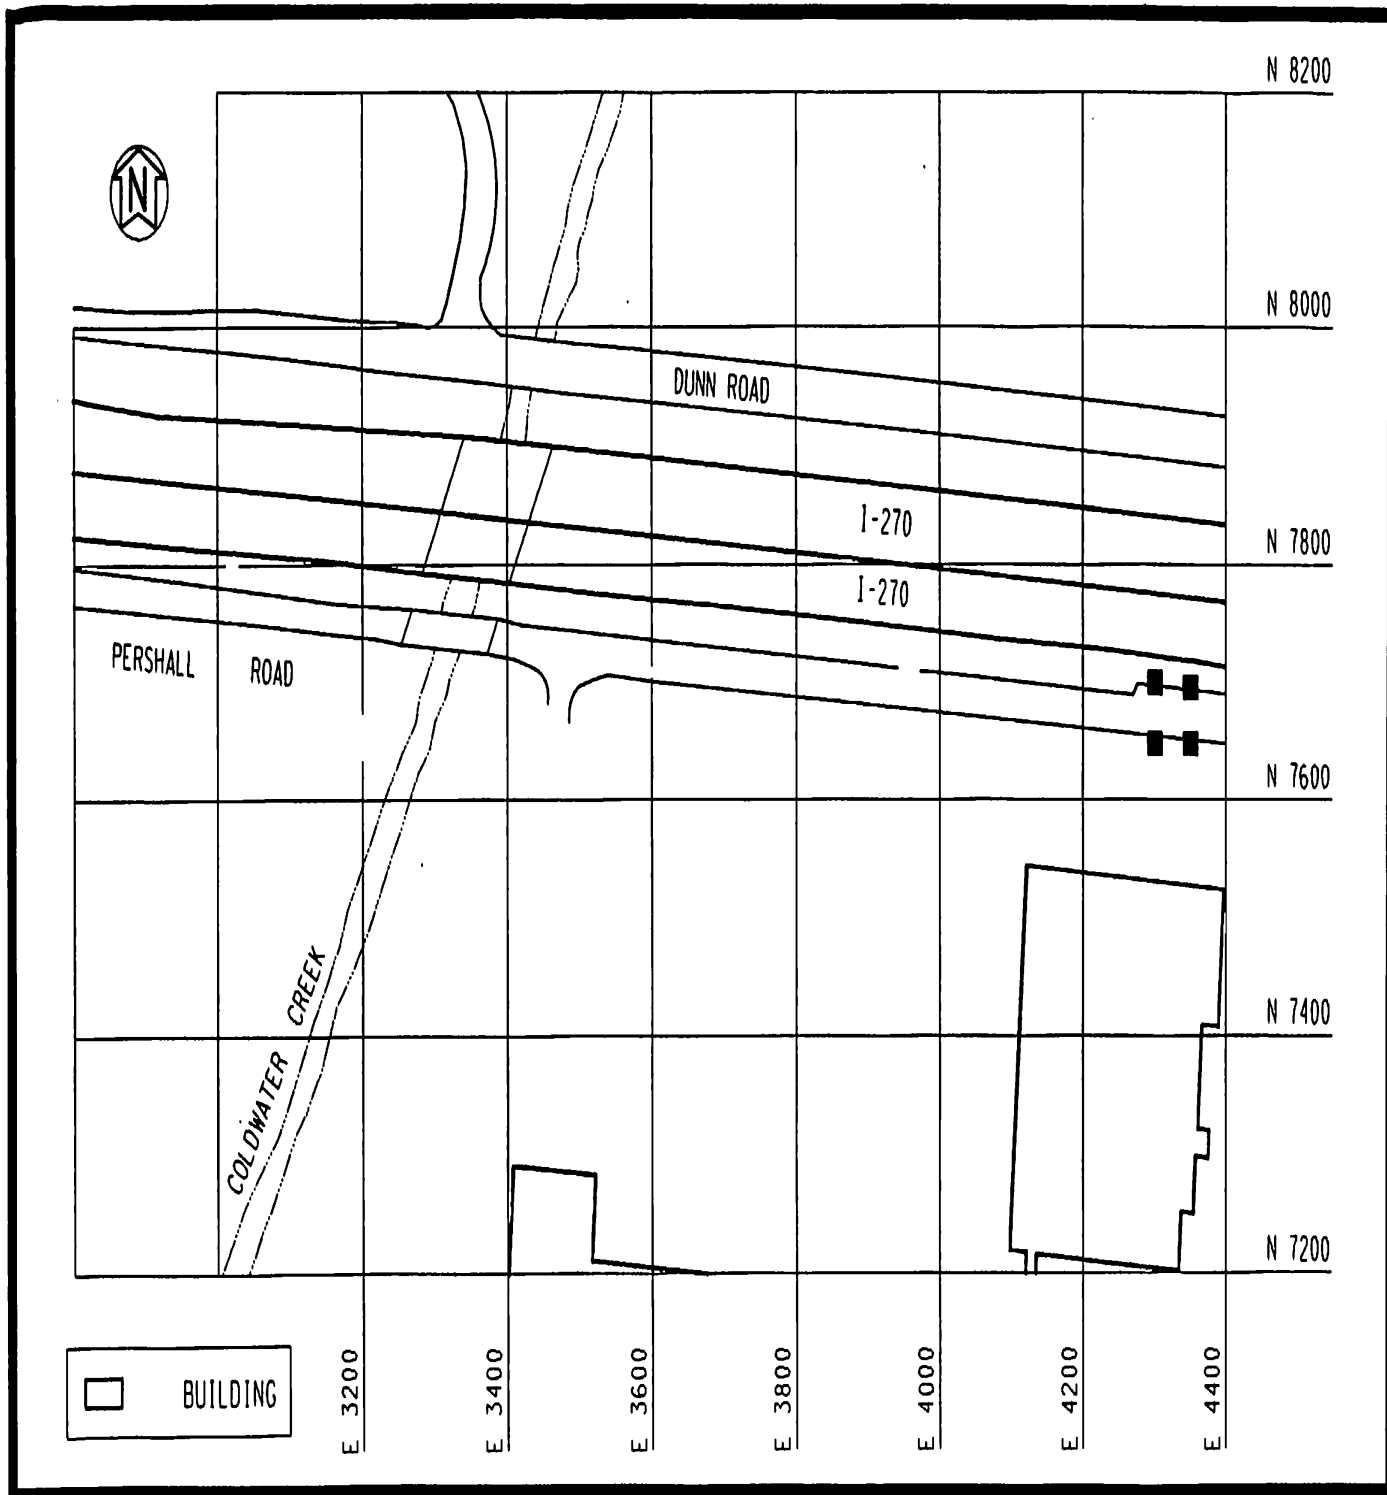 N 8200
N
N 8000
DUNN ROAD
I-270
N 7800
I-270
PERSHALL ROAD
N 7600
COLDWATER CREEK
N 7400
N 7200
BUILDING
E 3200
E 3400
E 3600
E 3800
E 4000
E 4200
E 4400